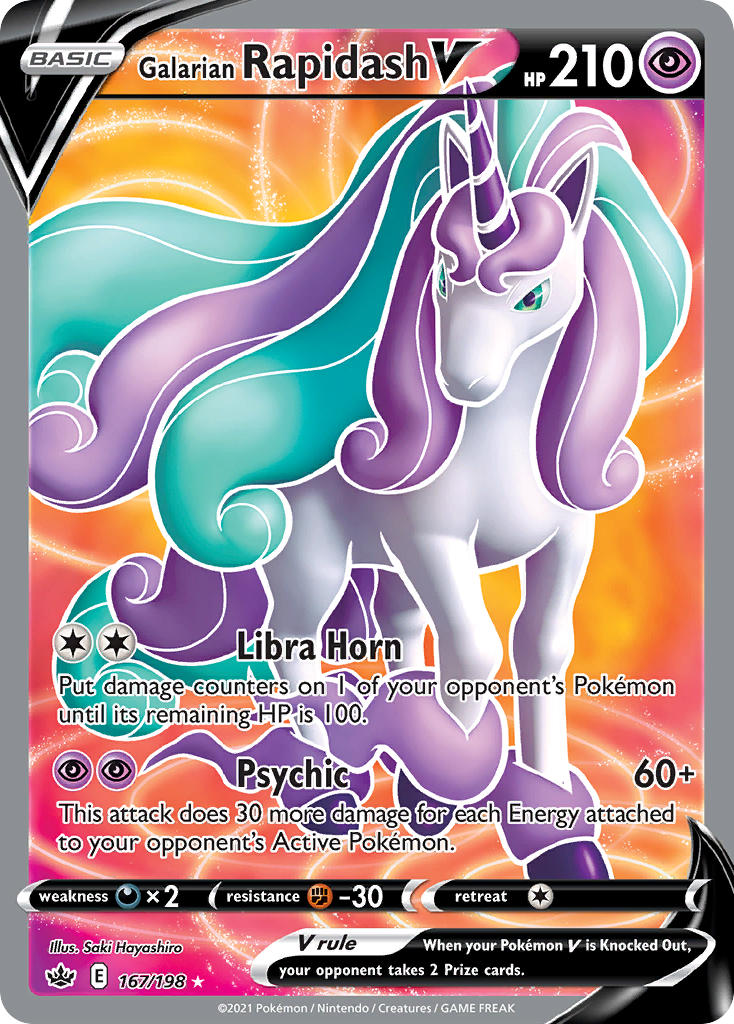 BASIC
Galarian Rapidash V HP 210
Libra Horn
Put damage counters on 1 of your opponent's Pokémon
until its remaining HP is 100.
Psychic 60+
This attack does 30 more damage for each Energy attached
to your opponent's Active Pokémon.
weakness ×2 resistance -30 retreat
Illus. Saki Hayashiro
V rule When your Pokémon V is Knocked Out,
your opponent takes 2 Prize cards.
E 167/198 ★
©2021 Pokémon / Nintendo / Creatures / GAME FREAK